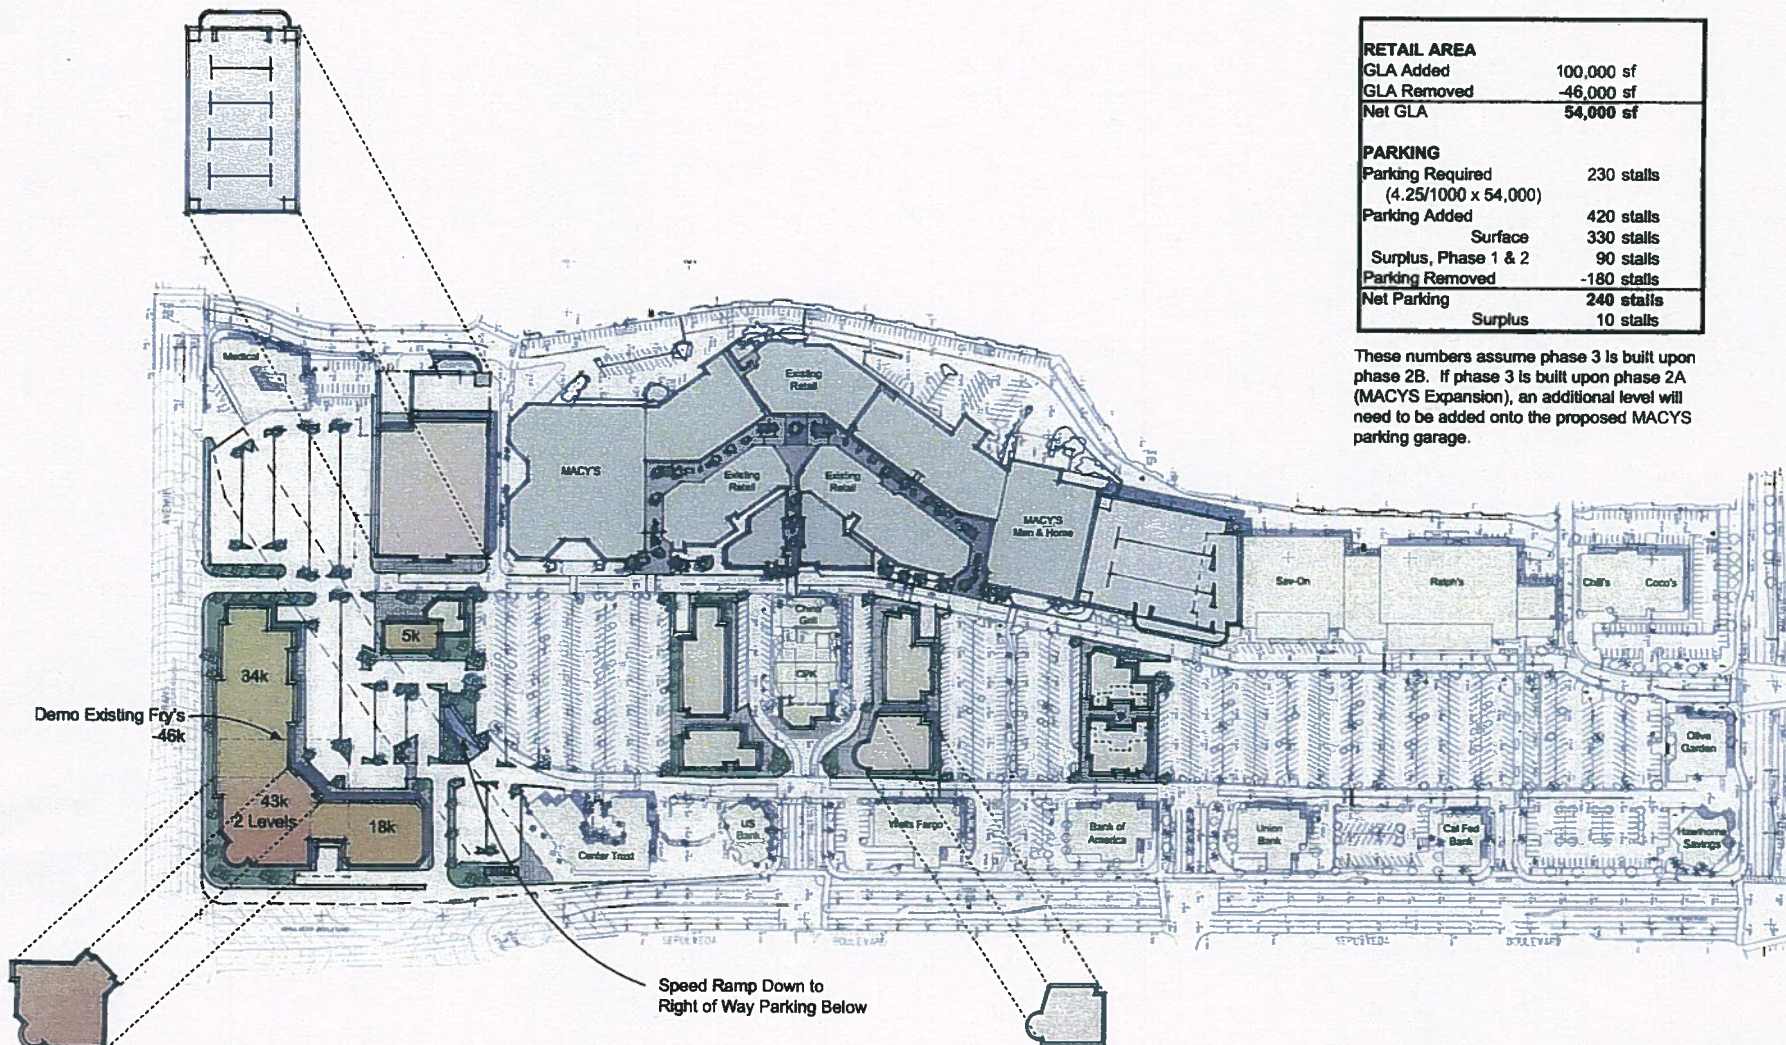 RETAIL AREA
GLA Added 100,000 sf
GLA Removed -46,000 sf
Net GLA 54,000 sf
PARKING
Parking Required 230 stalls
(4.25/1000 x 54,000)
Parking Added 420 stalls
Surface 330 stalls
Surplus, Phase 1 & 2 90 stalls
Parking Removed -180 stalls
Net Parking 240 stalls
Surplus 10 stalls
These numbers assume phase 3 is built upon
phase 2B. If phase 3 is built upon phase 2A
(MACYS Expansion), an additional level will
need to be added onto the proposed MACYS
parking garage.
Medical
Existing
Retail
MACY'S
Existing
Retail
Existing
Retail
MACY'S
Men & Home
Sav-On
Ralph's
Chili's
Coco's
AVENUE
5k
China
Grill
CPK
34k
Demo Existing Fry's
-46k
Olive
Garden
43k
2 Levels
18k
Center Trust
US
Bank
Wells Fargo
Bank of
America
Union
Bank
Cal Fed
Bank
Hawthorne
Savings
SEPULVEDA BOULEVARD
SEPULVEDA BOULEVARD
Speed Ramp Down to
Right of Way Parking Below